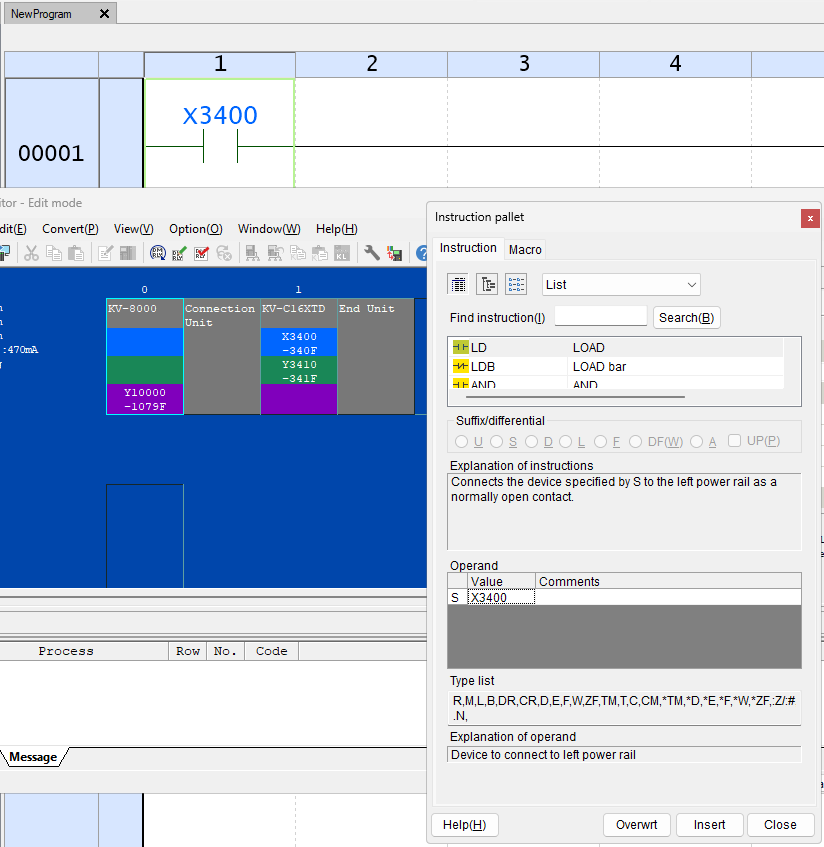 NewProgram
1 2 3 4
X3400
00001
itor - Edit mode
dit(E) Convert(P) View(V) Option(O) Window(W) Help(H)
0 1
KV-8000 Connection Unit KV-C16XTD End Unit
:470mA
X3400
-340F
Y3410
-341F
Y10000
-1079F
Process Row No. Code
Message
Instruction pallet
Instruction Macro
List
Find instruction(I) Search(B)
LD LOAD
LDB LOAD bar
AND AND
Suffix/differential
U S D L F DF(W) A UP(P)
Explanation of instructions
Connects the device specified by S to the left power rail as a
normally open contact.
Operand
Value Comments
S X3400
Type list
R,M,L,B,DR,CR,D,E,F,W,ZF,TM,T,C,CM,*TM,*D,*E,*F,*W,*ZF,:Z/:#
.N,
Explanation of operand
Device to connect to left power rail
Help(H) Overwrt Insert Close